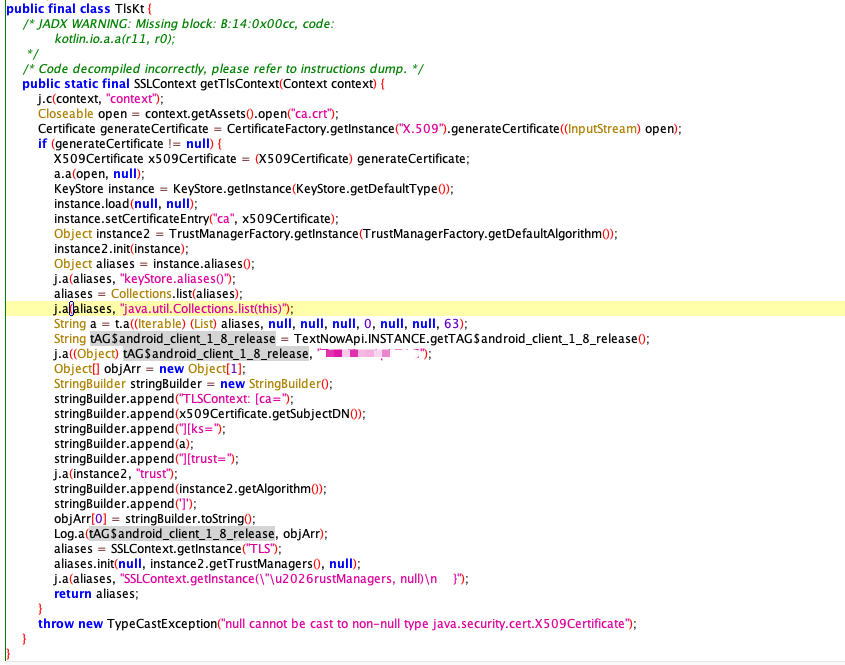 public final class TlsKt {
/* JADX WARNING: Missing block: B:14:0x00cc, code:
kotlin.io.a.a(r11, r0);
*/
/* Code decompiled incorrectly, please refer to instructions dump. */
public static final SSLContext getTlsContext(Context context) {
j.c(context, "context");
Closeable open = context.getAssets().open("ca.crt");
Certificate generateCertificate = CertificateFactory.getInstance("X.509").generateCertificate((InputStream) open);
if (generateCertificate != null) {
X509Certificate x509Certificate = (X509Certificate) generateCertificate;
a.a(open, null);
KeyStore instance = KeyStore.getInstance(KeyStore.getDefaultType());
instance.load(null, null);
instance.setCertificateEntry("ca", x509Certificate);
Object instance2 = TrustManagerFactory.getInstance(TrustManagerFactory.getDefaultAlgorithm());
instance2.init(instance);
Object aliases = instance.aliases();
j.a(aliases, "keyStore.aliases()");
aliases = Collections.list(aliases);
j.a(aliases, "java.util.Collections.list(this)");
String a = t.a((Iterable) (List) aliases, null, null, null, 0, null, null, 63);
String tAG$android_client_1_8_release = TextNowApi.INSTANCE.getTAG$android_client_1_8_release();
j.a((Object) tAG$android_client_1_8_release, "");
Object[] objArr = new Object[1];
StringBuilder stringBuilder = new StringBuilder();
stringBuilder.append("TLSContext: [ca=");
stringBuilder.append(x509Certificate.getSubjectDN());
stringBuilder.append("][ks=");
stringBuilder.append(a);
stringBuilder.append("][trust=");
j.a(instance2, "trust");
stringBuilder.append(instance2.getAlgorithm());
stringBuilder.append(']');
objArr[0] = stringBuilder.toString();
Log.a(tAG$android_client_1_8_release, objArr);
aliases = SSLContext.getInstance("TLS");
aliases.init(null, instance2.getTrustManagers(), null);
j.a(aliases, "SSLContext.getInstance(\"\u2026rustManagers, null)\n    }");
return aliases;
}
throw new TypeCastException("null cannot be cast to non-null type java.security.cert.X509Certificate");
}
}